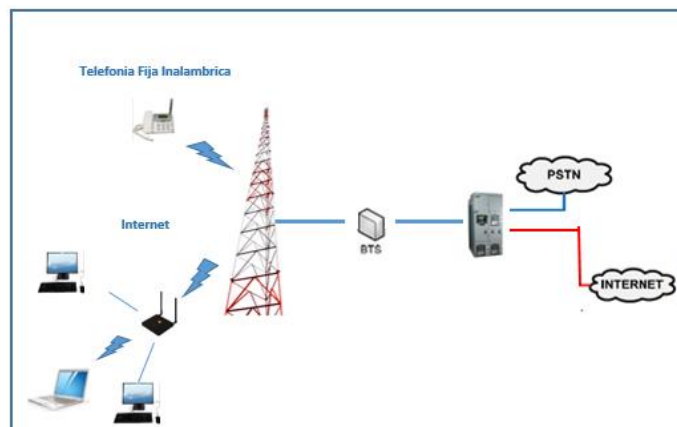 Telefonia Fija Inalambrica
PSTN
Internet
BTS
INTERNET